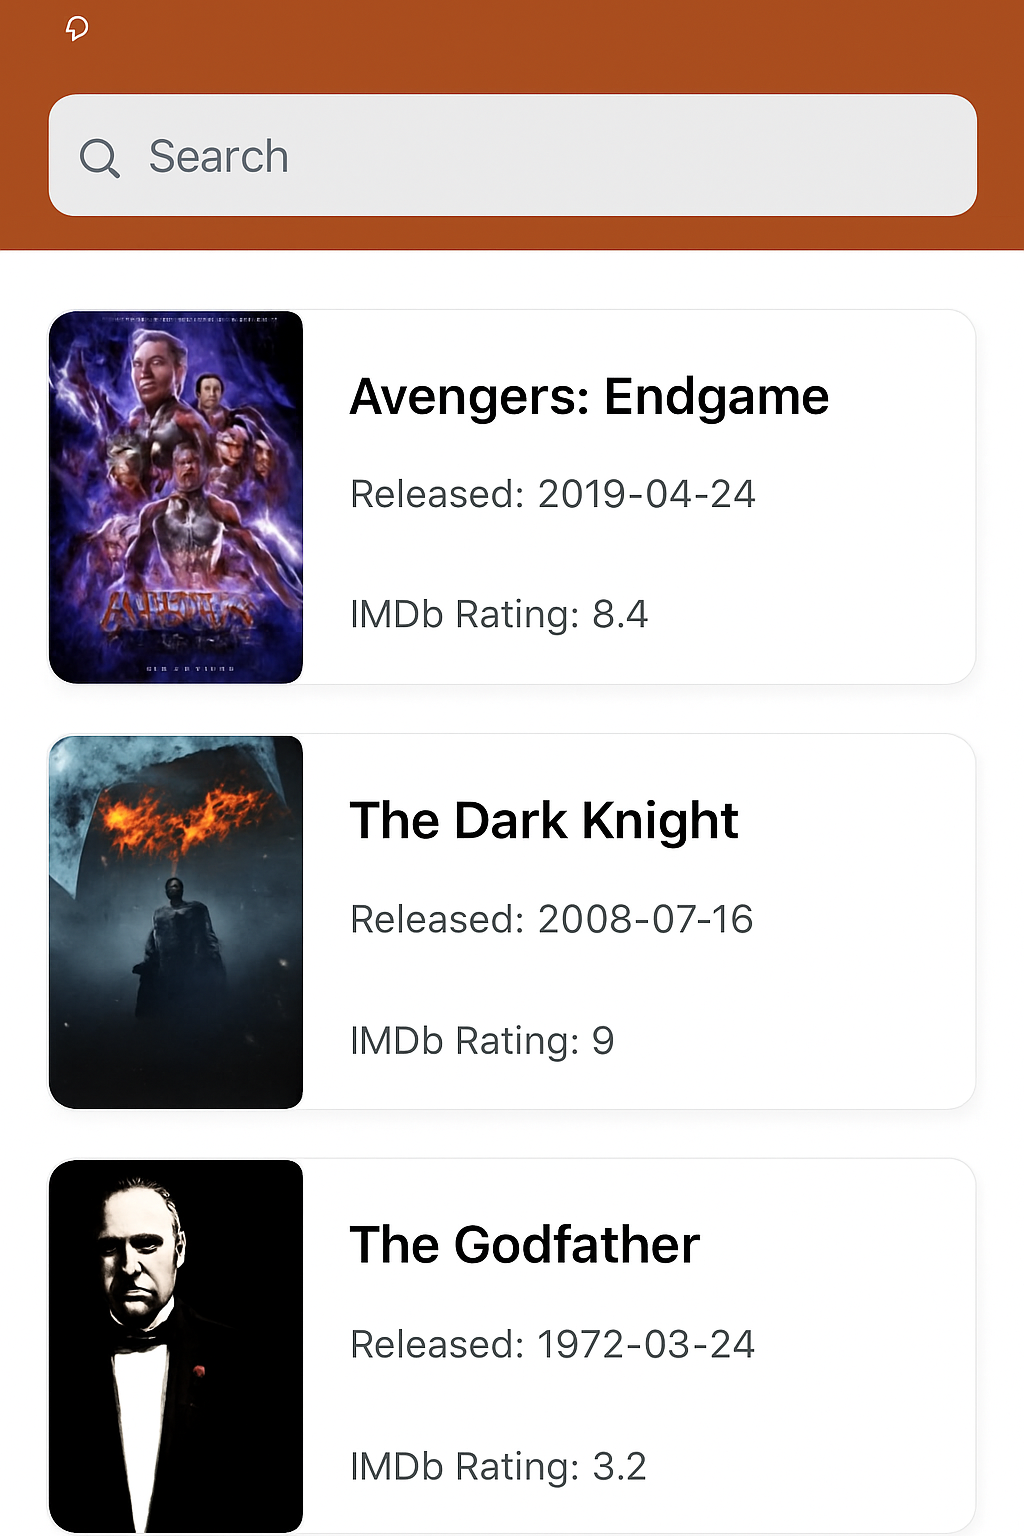 Search
Avengers: Endgame
Released: 2019-04-24
IMDb Rating: 8.4
The Dark Knight
Released: 2008-07-16
IMDb Rating: 9
The Godfather
Released: 1972-03-24
IMDb Rating: 3.2